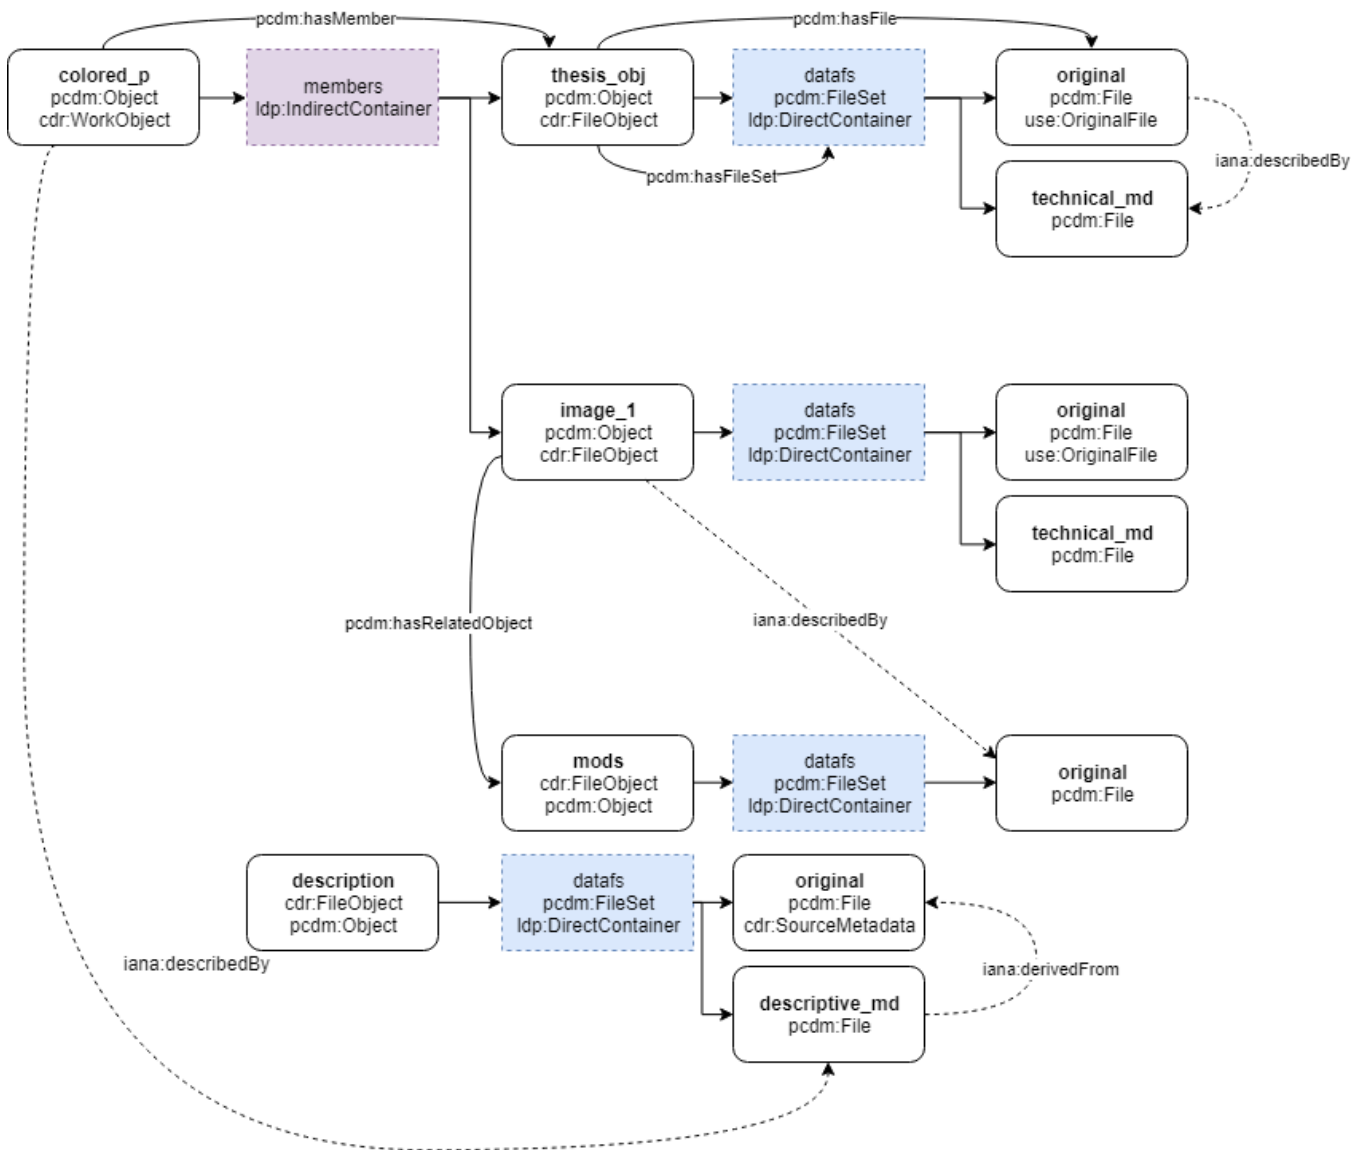 pcdm:hasMember
pcdm:hasFile
colored_p
pcdm:Object
cdr:WorkObject
members
ldp:IndirectContainer
thesis_obj
pcdm:Object
cdr:FileObject
datafs
pcdm:FileSet
ldp:DirectContainer
original
pcdm:File
use:OriginalFile
iana:describedBy
pcdm:hasFileSet
technical_md
pcdm:File
image_1
pcdm:Object
cdr:FileObject
datafs
pcdm:FileSet
ldp:DirectContainer
original
pcdm:File
use:OriginalFile
technical_md
pcdm:File
pcdm:hasRelatedObject
iana:describedBy
mods
cdr:FileObject
pcdm:Object
datafs
pcdm:FileSet
ldp:DirectContainer
original
pcdm:File
description
cdr:FileObject
pcdm:Object
datafs
pcdm:FileSet
ldp:DirectContainer
original
pcdm:File
cdr:SourceMetadata
iana:describedBy
iana:derivedFrom
descriptive_md
pcdm:File